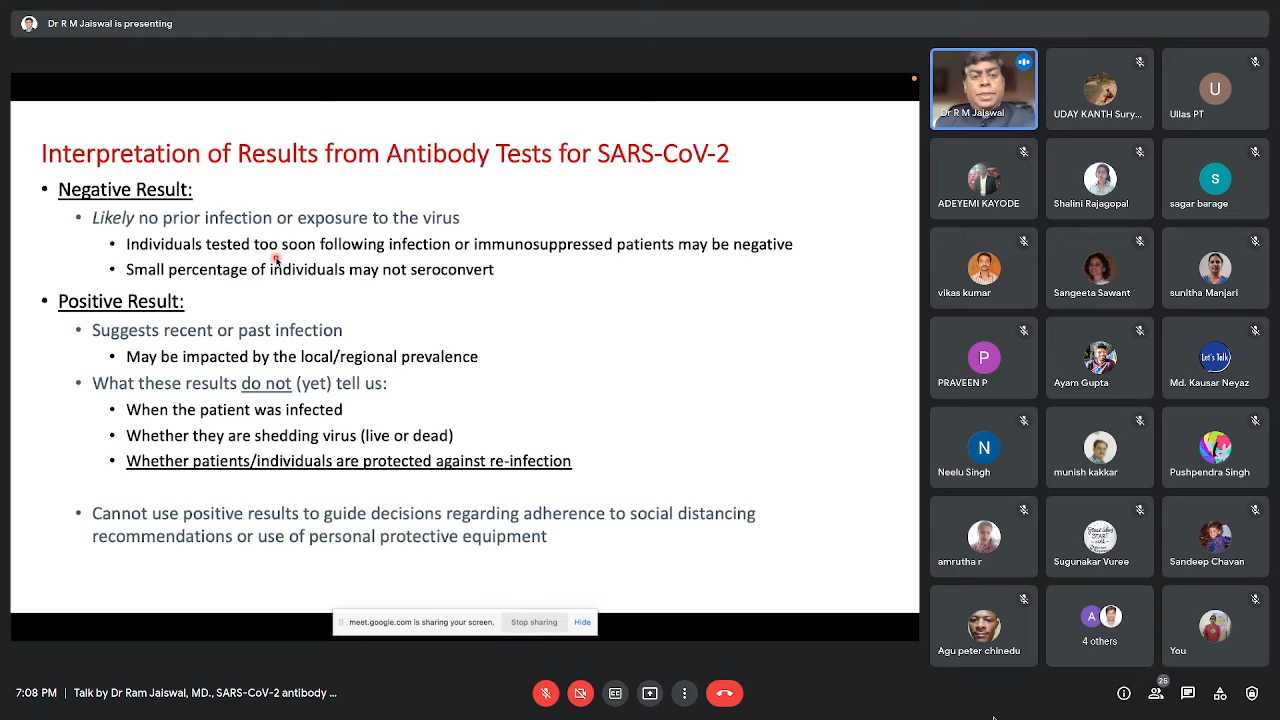 Dr R M Jaiswal is presenting
Interpretation of Results from Antibody Tests for SARS-CoV-2
• Negative Result:
• Likely no prior infection or exposure to the virus
• Individuals tested too soon following infection or immunosuppressed patients may be negative
• Small percentage of individuals may not seroconvert
• Positive Result:
• Suggests recent or past infection
• May be impacted by the local/regional prevalence
• What these results do not (yet) tell us:
• When the patient was infected
• Whether they are shedding virus (live or dead)
• Whether patients/individuals are protected against re-infection
• Cannot use positive results to guide decisions regarding adherence to social distancing
recommendations or use of personal protective equipment
meet.google.com is sharing your screen.
Stop sharing
Hide
Dr R M Jaiswal
UDAY KANTH Sury...
U
Ullas PT
ADEYEMI KAYODE
Shalini Rajagopal
s
sagar barage
vikas kumar
Sangeeta Sawant
sunitha Manjari
P
PRAVEEN P
Ayan Gupta
Let's Talk
Md. Kausar Neyaz
N
Neelu Singh
munish kakkar
Pushpendra Singh
amrutha r
START
Sugunakar Vuree
Sandeep Chavan
Agu peter chinedu
A
4 others
You
7:08 PM | Talk by Dr Ram Jaiswal, MD., SARS-CoV-2 antibody ...
25